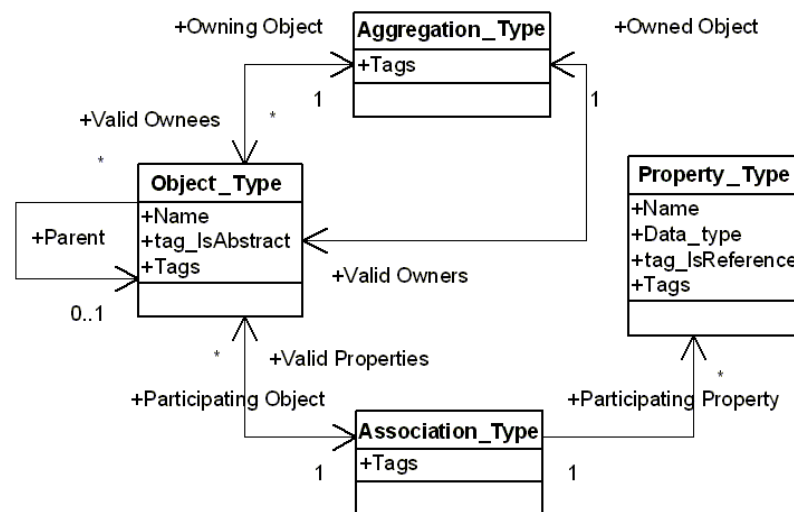 +Owning Object
Aggregation_Type
+Owned Object
+Tags
1
1
+Valid Ownees
*
*
Object_Type
+Name
+tag_IsAbstract
+Tags
+Parent
0..1
+Valid Owners
Property_Type
+Name
+Data_type
+tag_IsReference
+Tags
*
+Valid Properties
*
+Participating Object
+Participating Property
Association_Type
+Tags
1
1